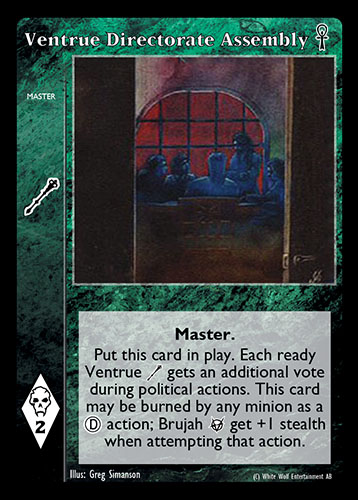 Ventrue Directorate Assembly
MASTER
Master.
Put this card in play. Each ready
Ventrue gets an additional vote
during political actions. This card
may be burned by any minion as a
D action; Brujah get +1 stealth
when attempting that action.
2
Illus: Greg Simanson
(C) White Wolf Entertainment AB